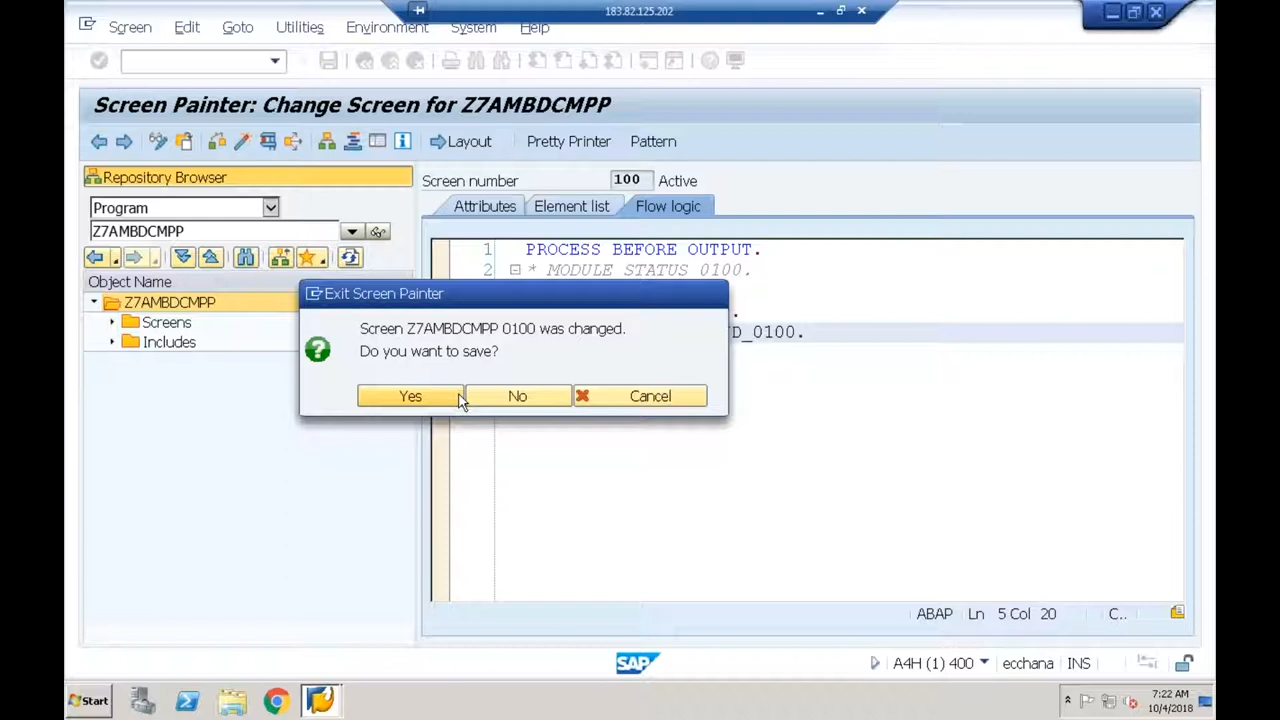 183.82.125.202
Screen Edit Goto Utilities Environment System Help
Screen Painter: Change Screen for Z7AMBDCMPP
Layout Pretty Printer Pattern
Repository Browser
Screen number 100 Active
Program
Attributes Element list Flow logic
Z7AMBDCMPP
1 PROCESS BEFORE OUTPUT.
2 * MODULE STATUS_0100.
Object Name
Z7AMBDCMPP
Screens
Includes
D_0100.
Exit Screen Painter
Screen Z7AMBDCMPP 0100 was changed.
Do you want to save?
Yes No Cancel
ABAP Ln 5 Col 20 C..
SAP
A4H (1) 400 ecchana INS
Start
7:22 AM
10/4/2018